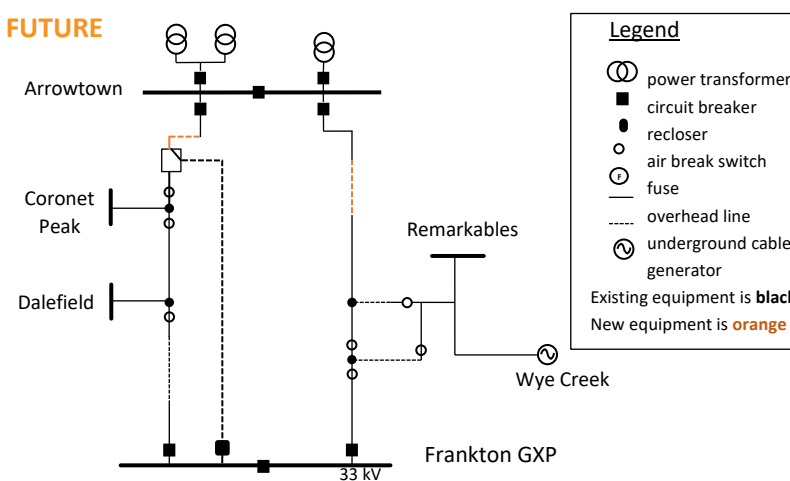 FUTURE
Arrowtown
Coronet
Peak
Dalefield
Remarkables
Wye Creek
Frankton GXP
33 kV
Legend
power transformer
circuit breaker
recloser
air break switch
F
fuse
overhead line
underground cable
generator
Existing equipment is black
New equipment is orange